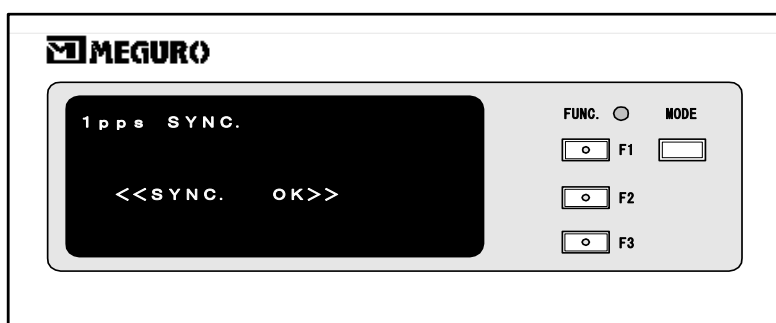 MEGURO
1pps SYNC.
<<SYNC. OK>>
FUNC. MODE
F1
F2
F3